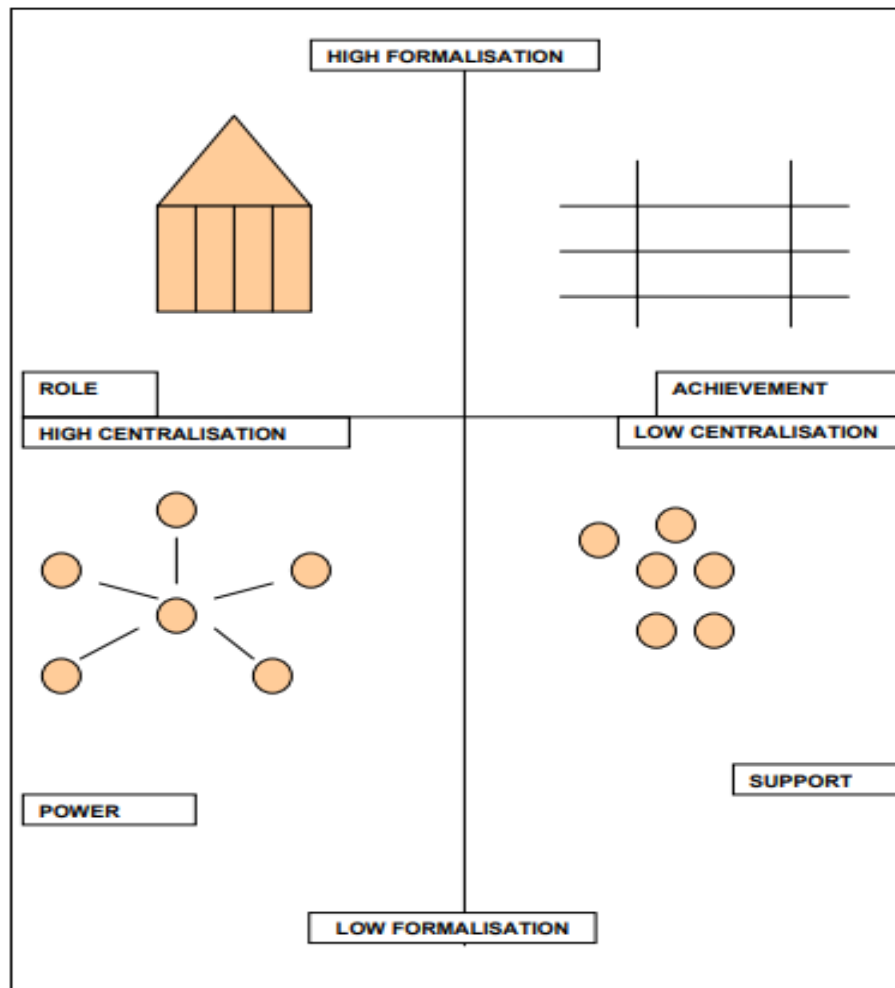 HIGH FORMALISATION
ROLE
ACHIEVEMENT
HIGH CENTRALISATION
LOW CENTRALISATION
SUPPORT
POWER
LOW FORMALISATION